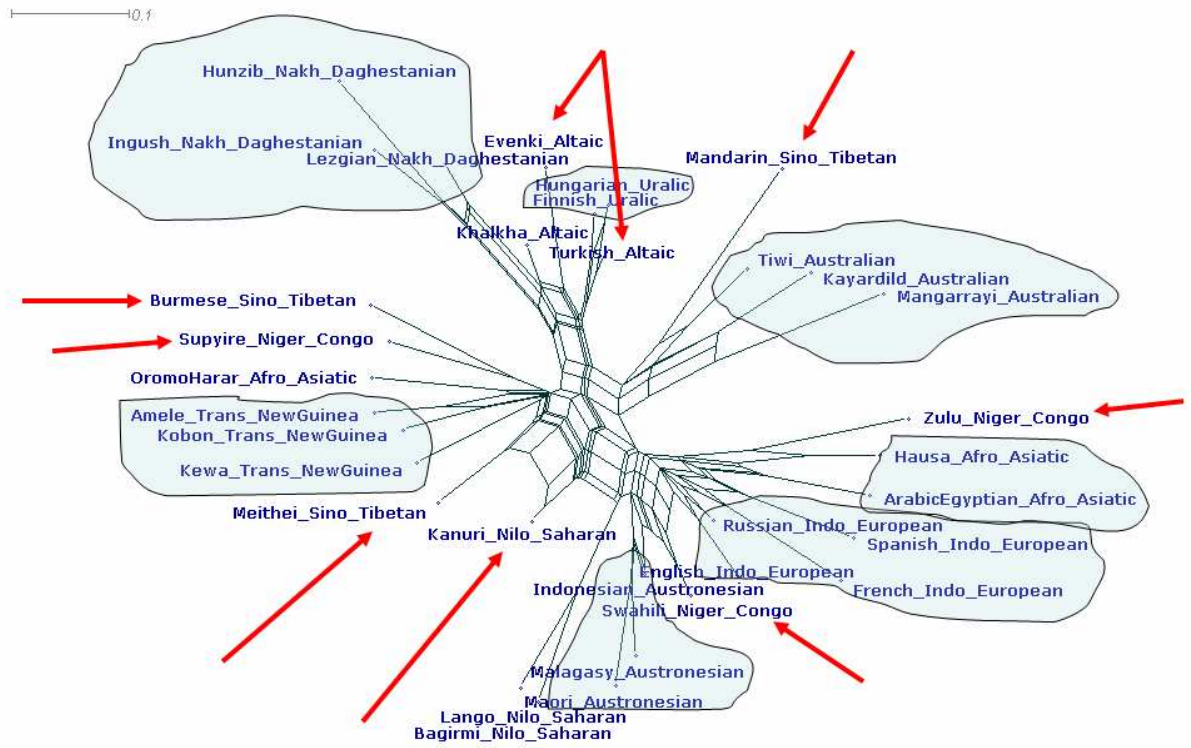 0.1
Hunzib_Nakh_Daghestanian
Ingush_Nakh_Daghestanian
Lezgian_Nakh_Daghestanian
Evenki_Altaic
Mandarin_Sino_Tibetan
Hungarian_Uralic
Finnish_Uralic
Khalkha_Altaic
Turkish_Altaic
Tiwi_Australian
Kayardild_Australian
Mangarrayi_Australian
Burmese_Sino_Tibetan
Supyire_Niger_Congo
OromoHarar_Afro_Asiatic
Amele_Trans_NewGuinea
Kobon_Trans_NewGuinea
Kewa_Trans_NewGuinea
Zulu_Niger_Congo
Hausa_Afro_Asiatic
ArabicEgyptian_Afro_Asiatic
Meithei_Sino_Tibetan
Kanuri_Nilo_Saharan
Russian_Indo_European
Spanish_Indo_European
English_Indo_European
French_Indo_European
Indonesian_Austronesian
Swahili_Niger_Congo
Malagasy_Austronesian
Maori_Austronesian
Lango_Nilo_Saharan
Bagirmi_Nilo_Saharan